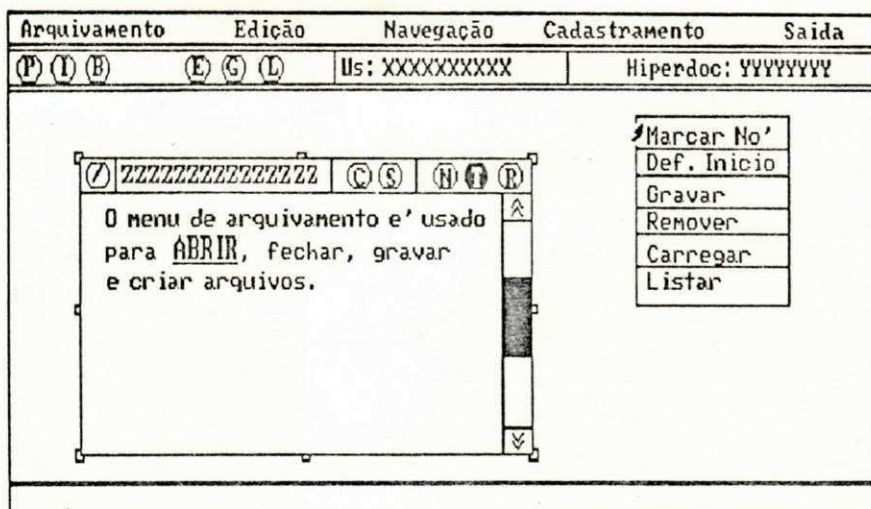 Arquivamento Edição Navegação Cadastramento Saida
P I B E G L Us: XXXXXXXXXX Hiperdoc: YYYYYYYY
Marcar No'
Def. Inicio
Gravar
Remover
Carregar
Listar
/ ZZZZZZZZZZZZZZZ C S N T R
O menu de arquivamento e' usado
para ABRIR, fechar, gravar
e criar arquivos.